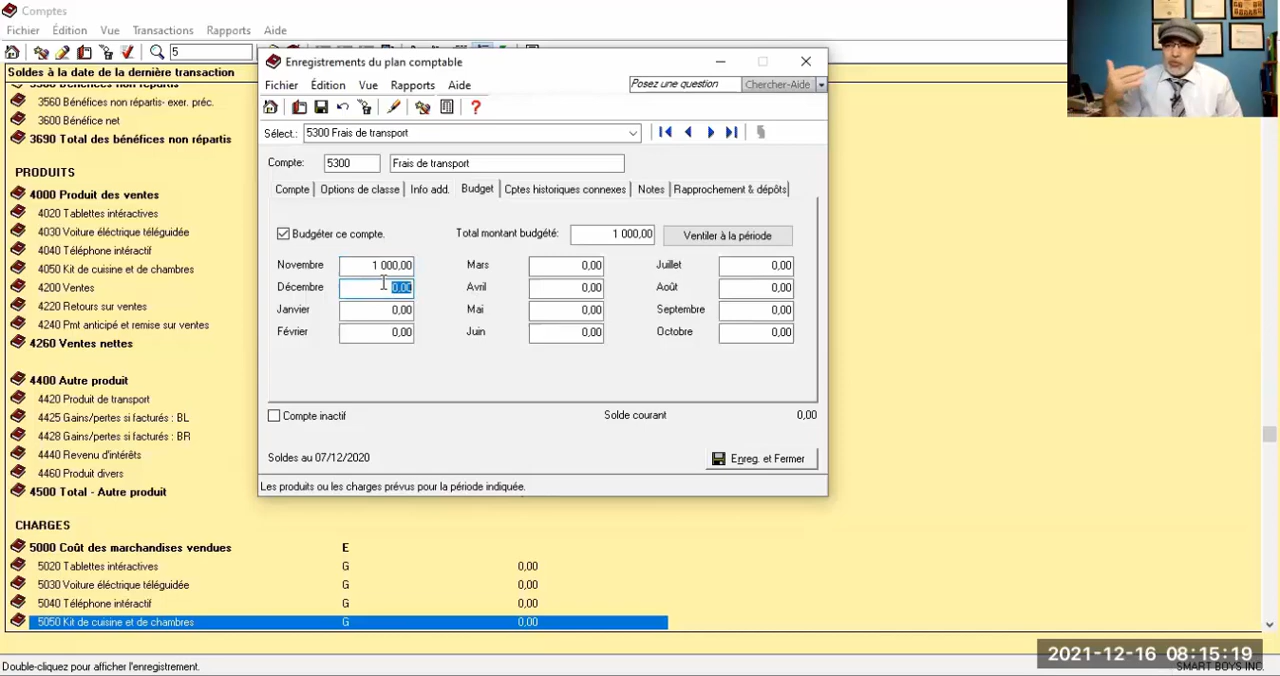 Comptes
Fichier Édition Vue Transactions Rapports
5
Soldes à la date de la dernière transaction
3560 Bénéfices non répartis- exer. préc.
3600 Bénéfice net
3690 Total des bénéfices non répartis
PRODUITS
4000 Produit des ventes
4020 Tablettes intéractives
4030 Voiture électrique téléguidée
4040 Téléphone intéractif
4050 Kit de cuisine et de chambres
4200 Ventes
4220 Retours sur ventes
4240 Pmt anticipé et remise sur ventes
4260 Ventes nettes
4400 Autre produit
4420 Produit de transport
4425 Gains/pertes si facturés : BL
4428 Gains/pertes si facturés : BR
4440 Revenu d'intérêts
4460 Produit divers
4500 Total - Autre produit
CHARGES
5000 Coût des marchandises vendues E
5020 Tablettes intéractives G 0,00
5030 Voiture électrique téléguidée G 0,00
5040 Téléphone intéractif G 0,00
5050 Kit de cuisine et de chambres G 0,00
Double-cliquez pour afficher l'enregistrement.
Enregistrements du plan comptable
Fichier Édition Vue Rapports Aide
Posez une question Chercher-Aide
Sélect.: 5300 Frais de transport
Compte: 5300 Frais de transport
Compte Options de classe Info add. Budget Cptes historiques connexes Notes Rapprochement & dépôts
Budgéter ce compte. Total montant budgété: 1 000,00 Ventiler à la période
Novembre 1 000,00 Mars 0,00 Juillet 0,00
Décembre 0,00 Avril 0,00 Août 0,00
Janvier 0,00 Mai 0,00 Septembre 0,00
Février 0,00 Juin 0,00 Octobre 0,00
Compte inactif Solde courant 0,00
Soldes au 07/12/2020 Enreg. et Fermer
Les produits ou les charges prévus pour la période indiquée.
2021-12-16 08:15:19
SMART BOYS INC.